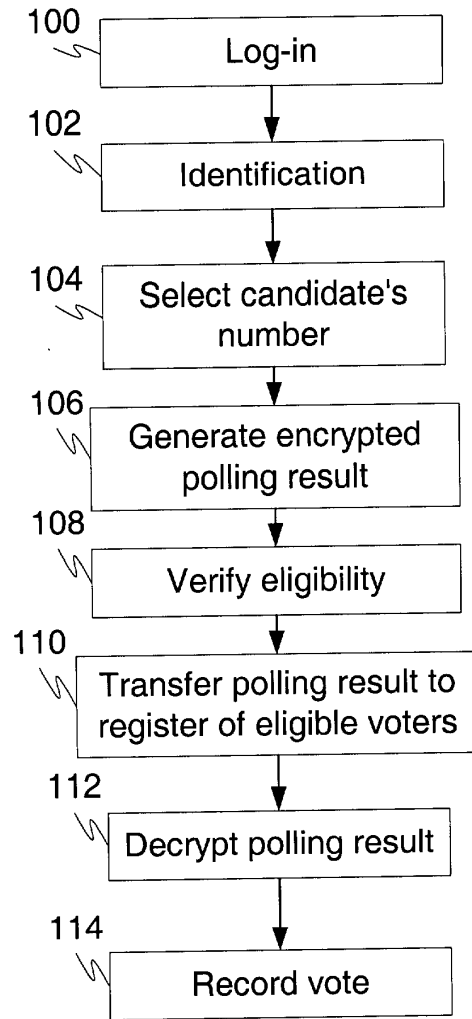 100
Log-in
102
Identification
104
Select candidate's
number
106
Generate encrypted
polling result
108
Verify eligibility
110
Transfer polling result to
register of eligible voters
112
Decrypt polling result
114
Record vote